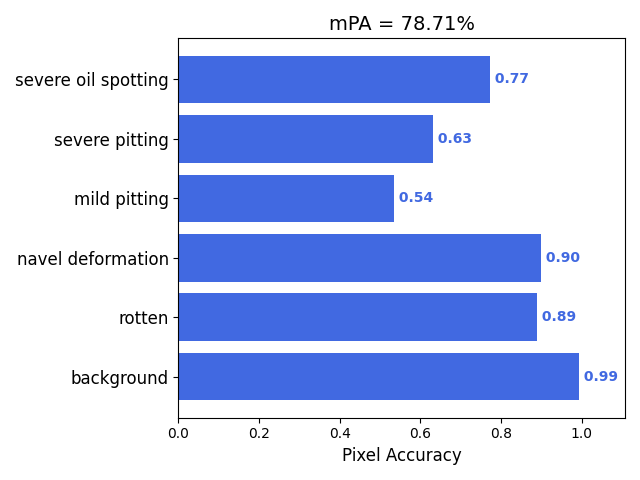 mPA = 78.71%
severe oil spotting 0.77
severe pitting 0.63
mild pitting 0.54
navel deformation 0.90
rotten 0.89
background 0.99
0.0 0.2 0.4 0.6 0.8 1.0
Pixel Accuracy